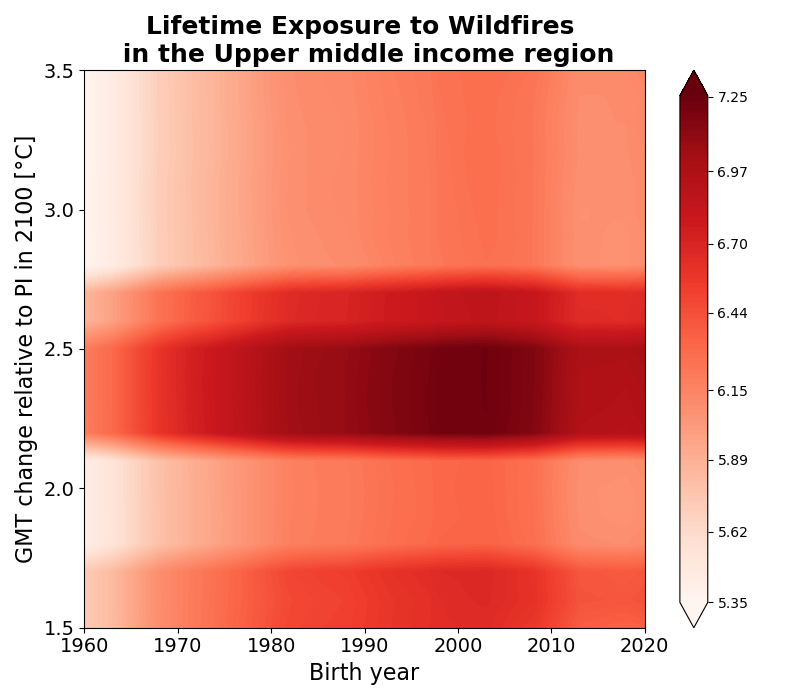 Lifetime Exposure to Wildfires
in the Upper middle income region
GMT change relative to PI in 2100 [°C]
3.5
3.0
2.5
2.0
1.5
1960 1970 1980 1990 2000 2010 2020
Birth year
7.25
6.97
6.70
6.44
6.15
5.89
5.62
5.35